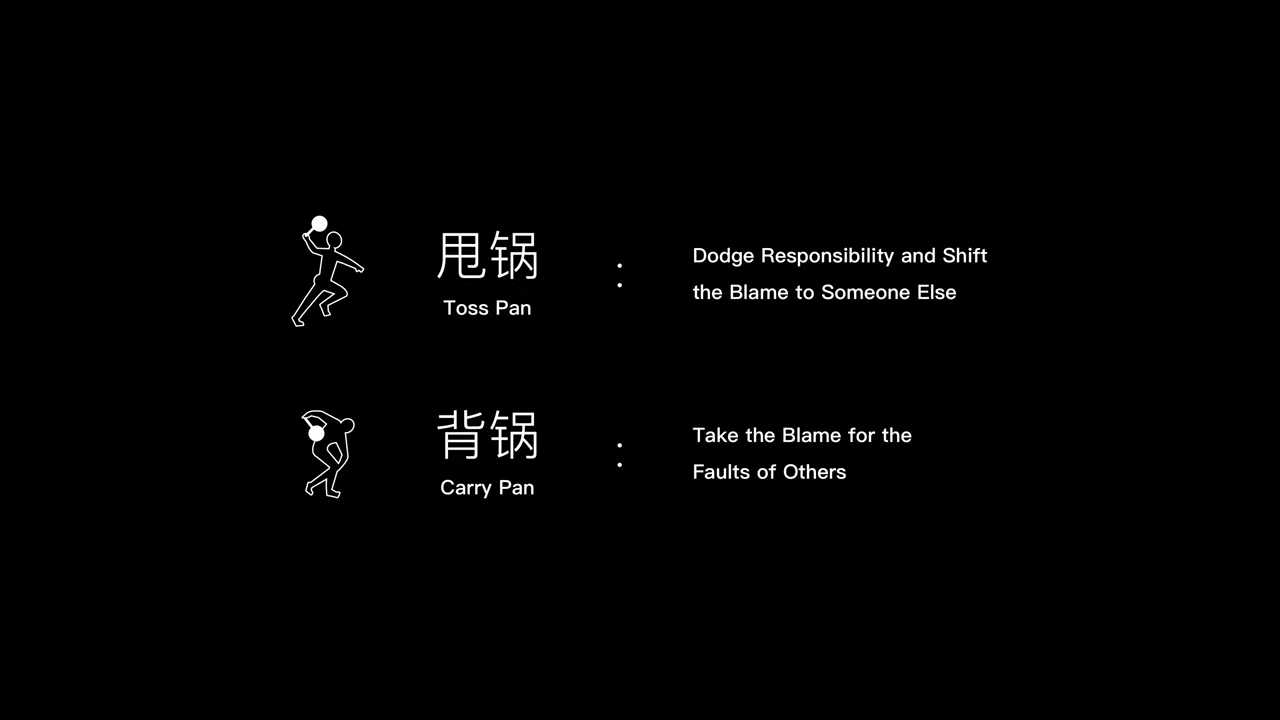 甩锅
Toss Pan
:
Dodge Responsibility and Shift
the Blame to Someone Else
背锅
Carry Pan
:
Take the Blame for the
Faults of Others